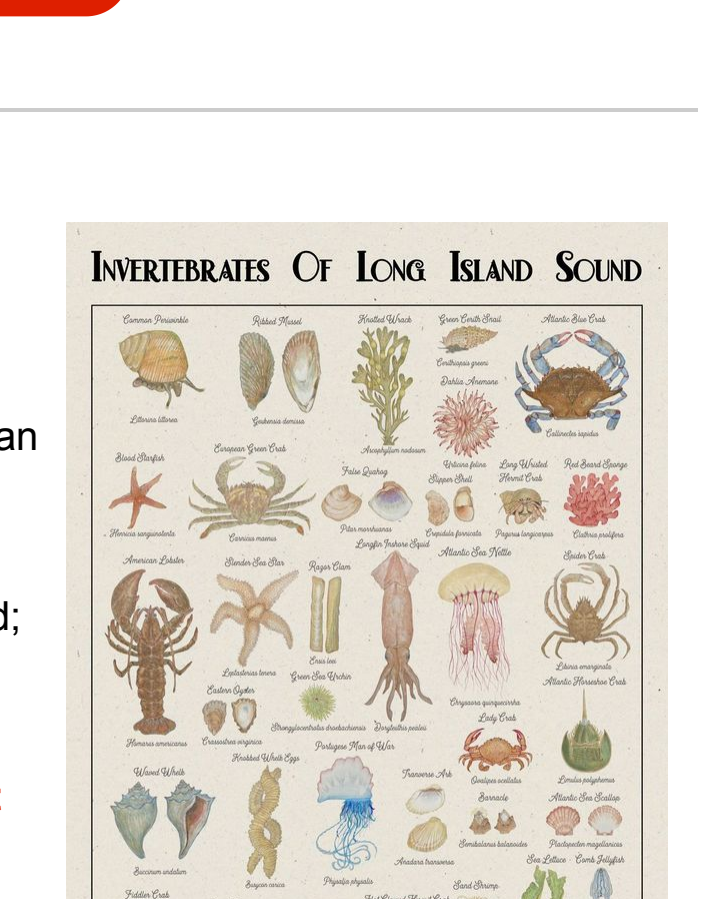 an
d;
INVERTEBRATES OF LONG ISLAND SOUND
Common Periwinkle
Ribbed Mussel
Knotted Wrack
Green Cerith Snail
Atlantic Blue Crab
Cerithiopsis greeni
Dahlia Anemone
Littorina littorea
Geukensia demissa
Callinectes sapidus
Ascophyllum nodosum
European Green Crab
Blood Starfish
Urticina felina
Long Wristed
Hermit Crab
Red Beard Sponge
False Quahog
Slipper Shell
Henricia sanguinolenta
Carcinus maenus
Pitar morrhuanus
Crepidula fornicata
Pagurus longicarpus
Clathria prolifera
Longfin Inshore Squid
Atlantic Sea Nettle
American Lobster
Slender Sea Star
Razor Clam
Spider Crab
Ensis leei
Libinia emarginata
Leptasterias tenera
Green Sea Urchin
Atlantic Horseshoe Crab
Eastern Oyster
Chrysaora quinquecirrha
Lady Crab
Strongylocentrotus droebachiensis
Doryteuthis pealeii
Homarus americanus
Crassostrea virginica
Portugese Man of War
Knobbed Whelk Eggs
Ovalipes ocellatus
Limulus polyphemus
Waved Whelk
Transverse Ark
Barnacle
Atlantic Sea Scallop
Semibalanus balanoides
Placopecten magellanicus
Anadara transversa
Sea Lettuce
Comb Jellyfish
Buccinum undatum
Busycon carica
Physalia physalis
Sand Shrimp
Fiddler Crab